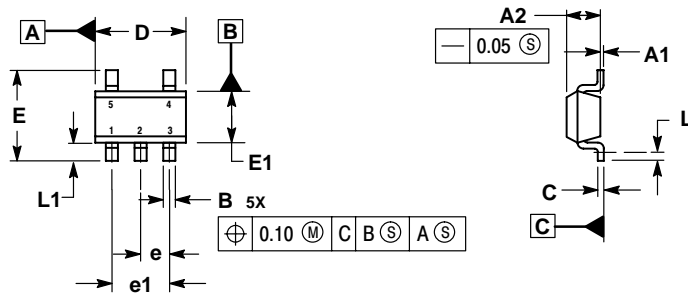 A2
A
D
B
— 0.05 Ⓢ
A1
E
5 4
1 2 3
L
L1
E1
B 5X
C
⌖ 0.10 Ⓜ C B Ⓢ A Ⓢ
C
e
e1